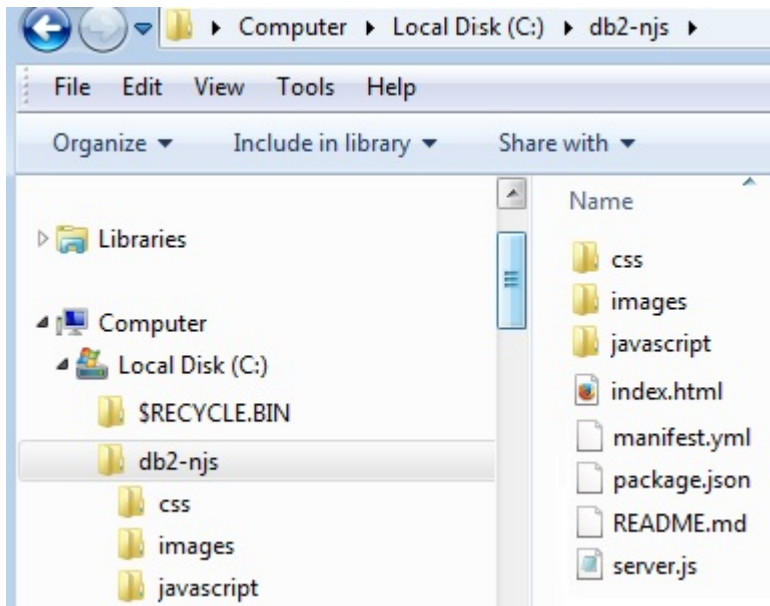 Computer Local Disk (C:) db2-njs
File Edit View Tools Help
Organize Include in library Share with
Libraries
Computer
Local Disk (C:)
$RECYCLE.BIN
db2-njs
css
images
javascript
Name
css
images
javascript
index.html
manifest.yml
package.json
README.md
server.js